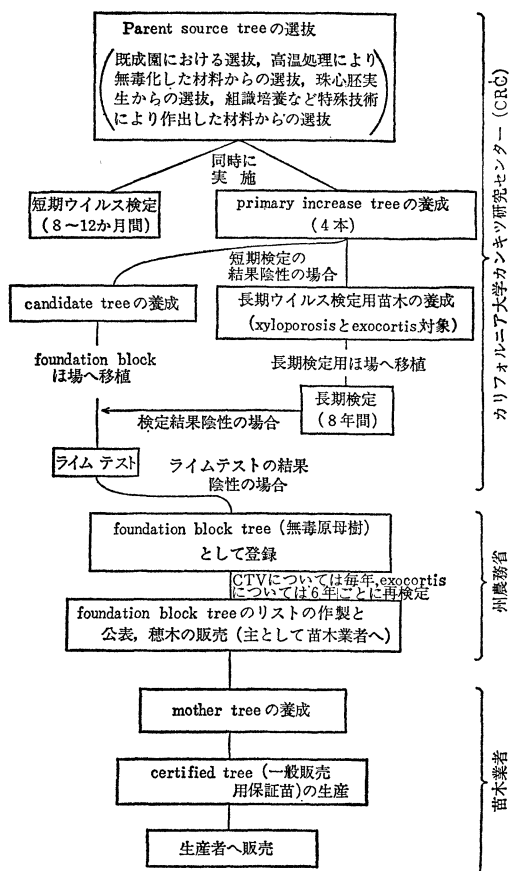 Parent source treeの選抜
(既成園における選抜,高温処理により
無毒化した材料からの選抜,珠心胚実
生からの選抜,組織培養など特殊技術
により作出した材料からの選抜)
同時に
実施
短期ウイルス検定
(8〜12か月間)
primary increase treeの養成
(4本)
短期検定の
結果陰性の場合
candidate treeの養成
長期ウイルス検定用苗木の養成
(xyloporosisとexocortis対象)
foundation block
ほ場へ移植
長期検定用ほ場へ移植
長期検定
(8年間)
検定結果陰性の場合
ライム テスト
ライムテストの結果
陰性の場合
カリフォルニア大学カンキツ研究センター(CRC)
foundation block tree(無毒原母樹)
として登録
CTVについては毎年,exocortis
については6年ごとに再検定
foundation block treeのリストの作製と
公表,穂木の販売(主として苗木業者へ)
州農務省
mother treeの養成
certified tree(一般販売
用保証苗)の生産
生産者へ販売
苗木業者